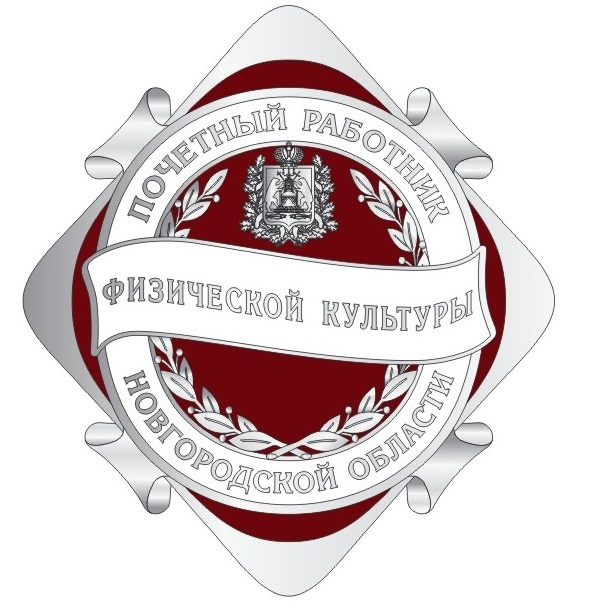 ПОЧЕТНЫЙ РАБОТНИК
ФИЗИЧЕСКОЙ КУЛЬТУРЫ
НОВГОРОДСКОЙ ОБЛАСТИ